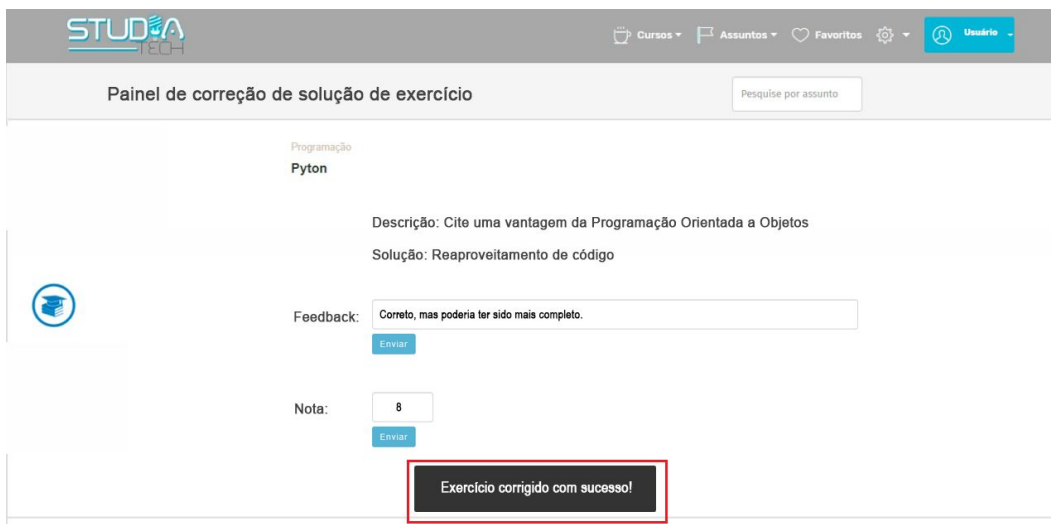 STUDIA
TECH
Cursos
Assuntos
Favoritos
Usuário
Painel de correção de solução de exercício
Pesquise por assunto
Programação
Pyton
Descrição: Cite uma vantagem da Programação Orientada a Objetos
Solução: Reaproveitamento de código
Feedback: Correto, mas poderia ter sido mais completo.
Enviar
Nota: 8
Enviar
Exercício corrigido com sucesso!